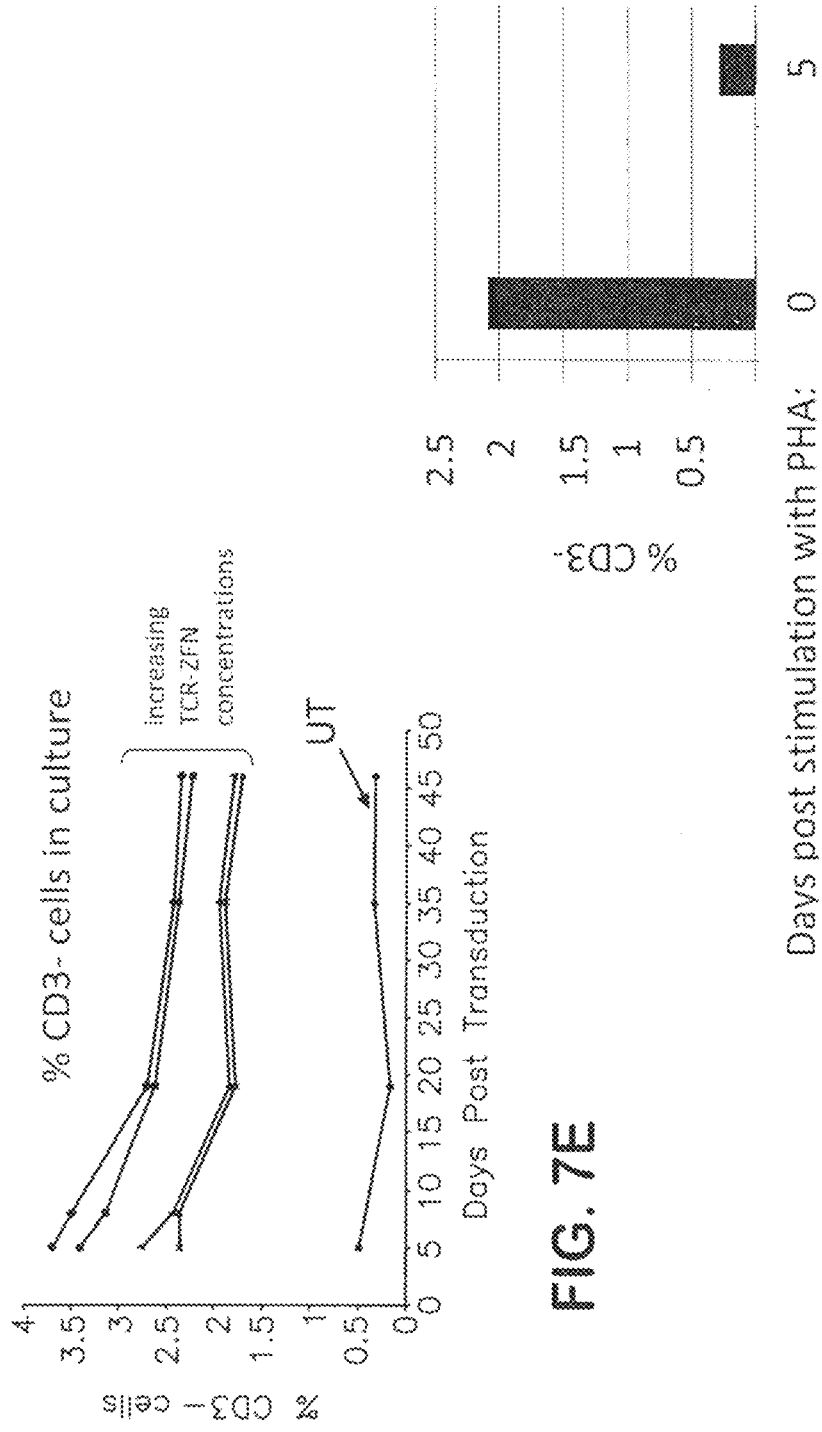 % CD3- cells in culture
% CD3- cells
4
3.5
3
2.5
2
1.5
1
0.5
0
0 5 10 15 20 25 30 35 40 45 50
Days Post Transduction
increasing
TCR-ZFN
concentrations
UT
FIG. 7E
% CD3-
2.5
2
1.5
1
0.5
Days post stimulation with PHA: 0 5